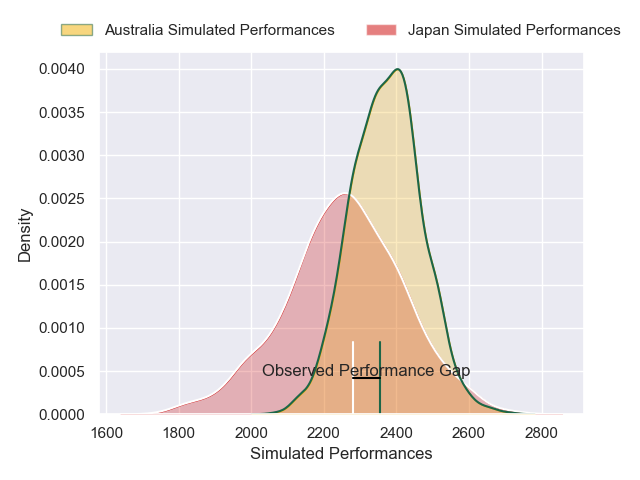 Australia Simulated Performances
Japan Simulated Performances
0.0040
0.0035
0.0030
0.0025
0.0020
0.0015
0.0010
0.0005
0.0000
Density
Observed Performance Gap
1600 1800 2000 2200 2400 2600 2800
Simulated Performances